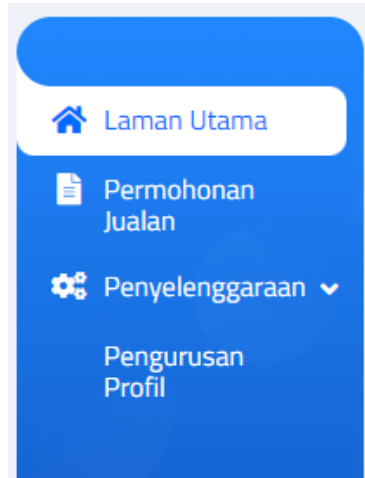 Laman Utama
Permohonan
Jualan
Penyelenggaraan
Pengurusan
Profil